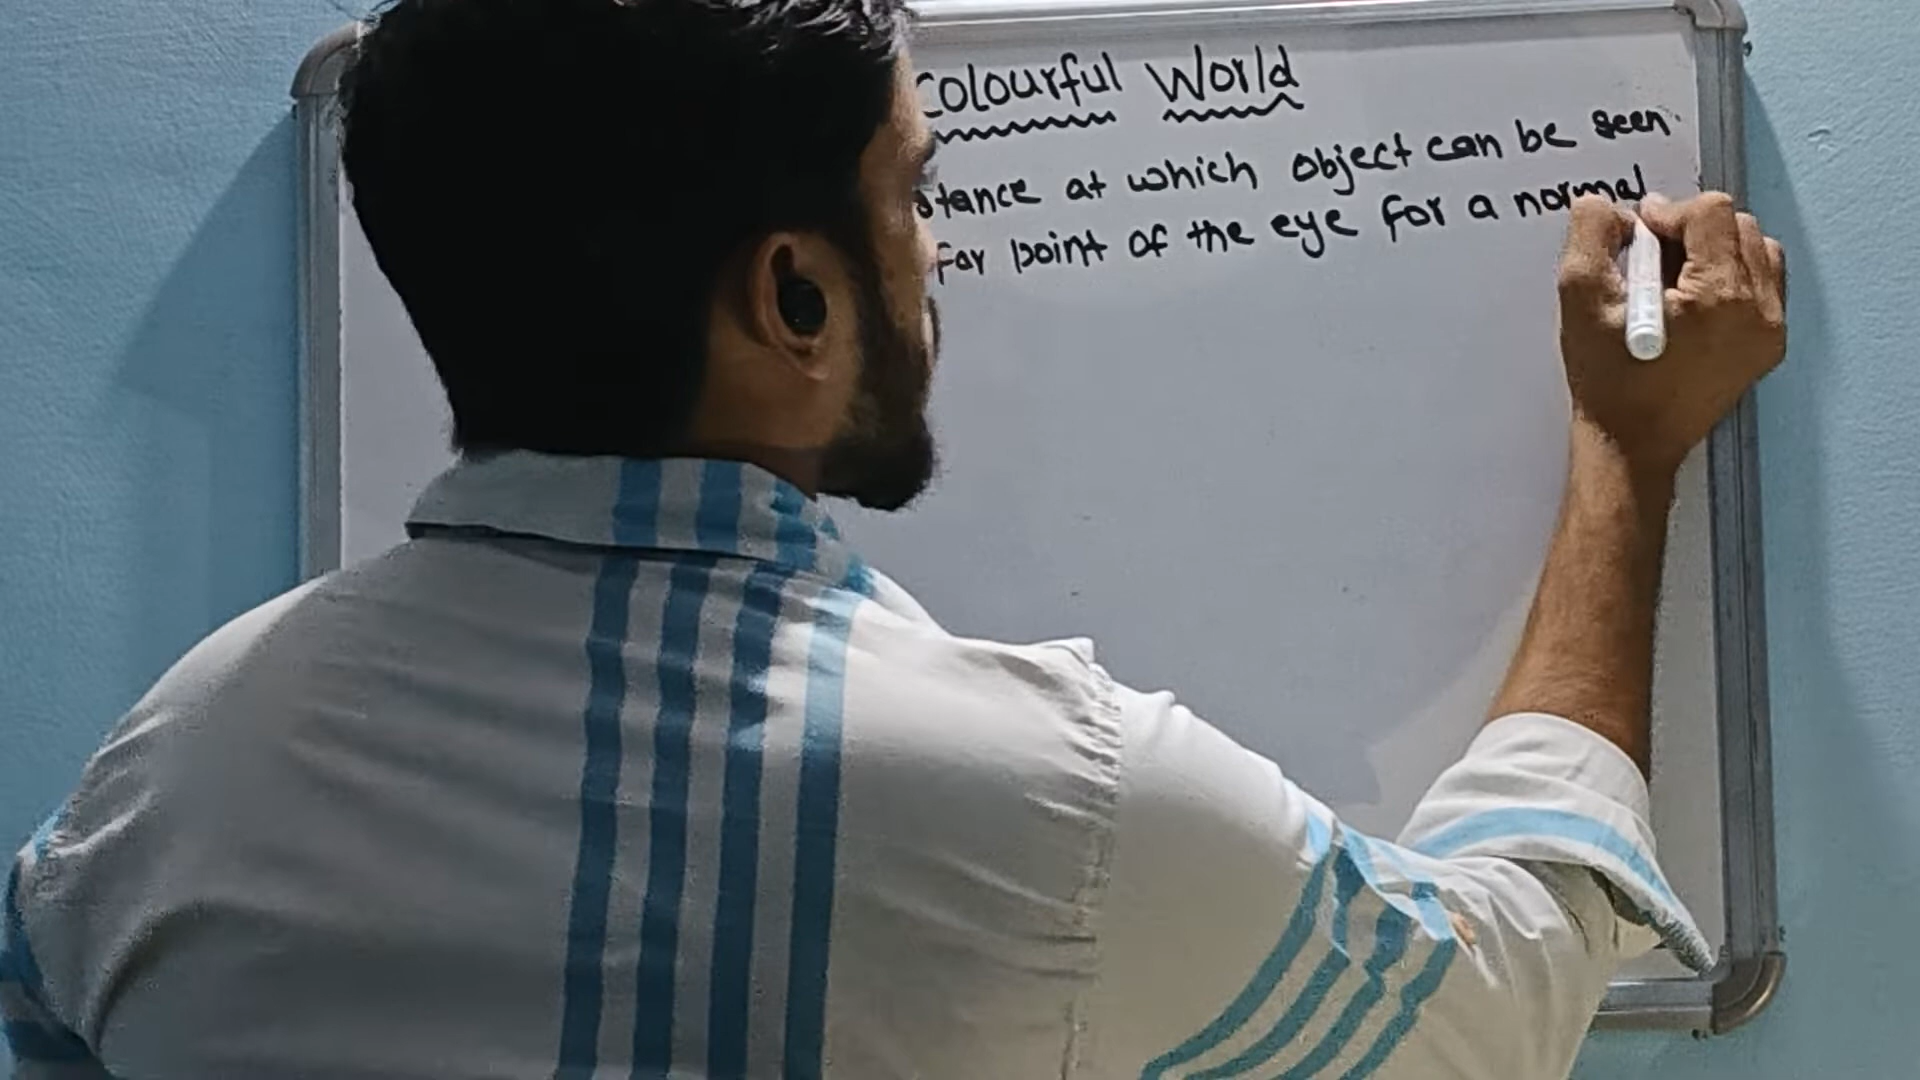 Colourful World
stance at which object can be seen
far point of the eye for a normal